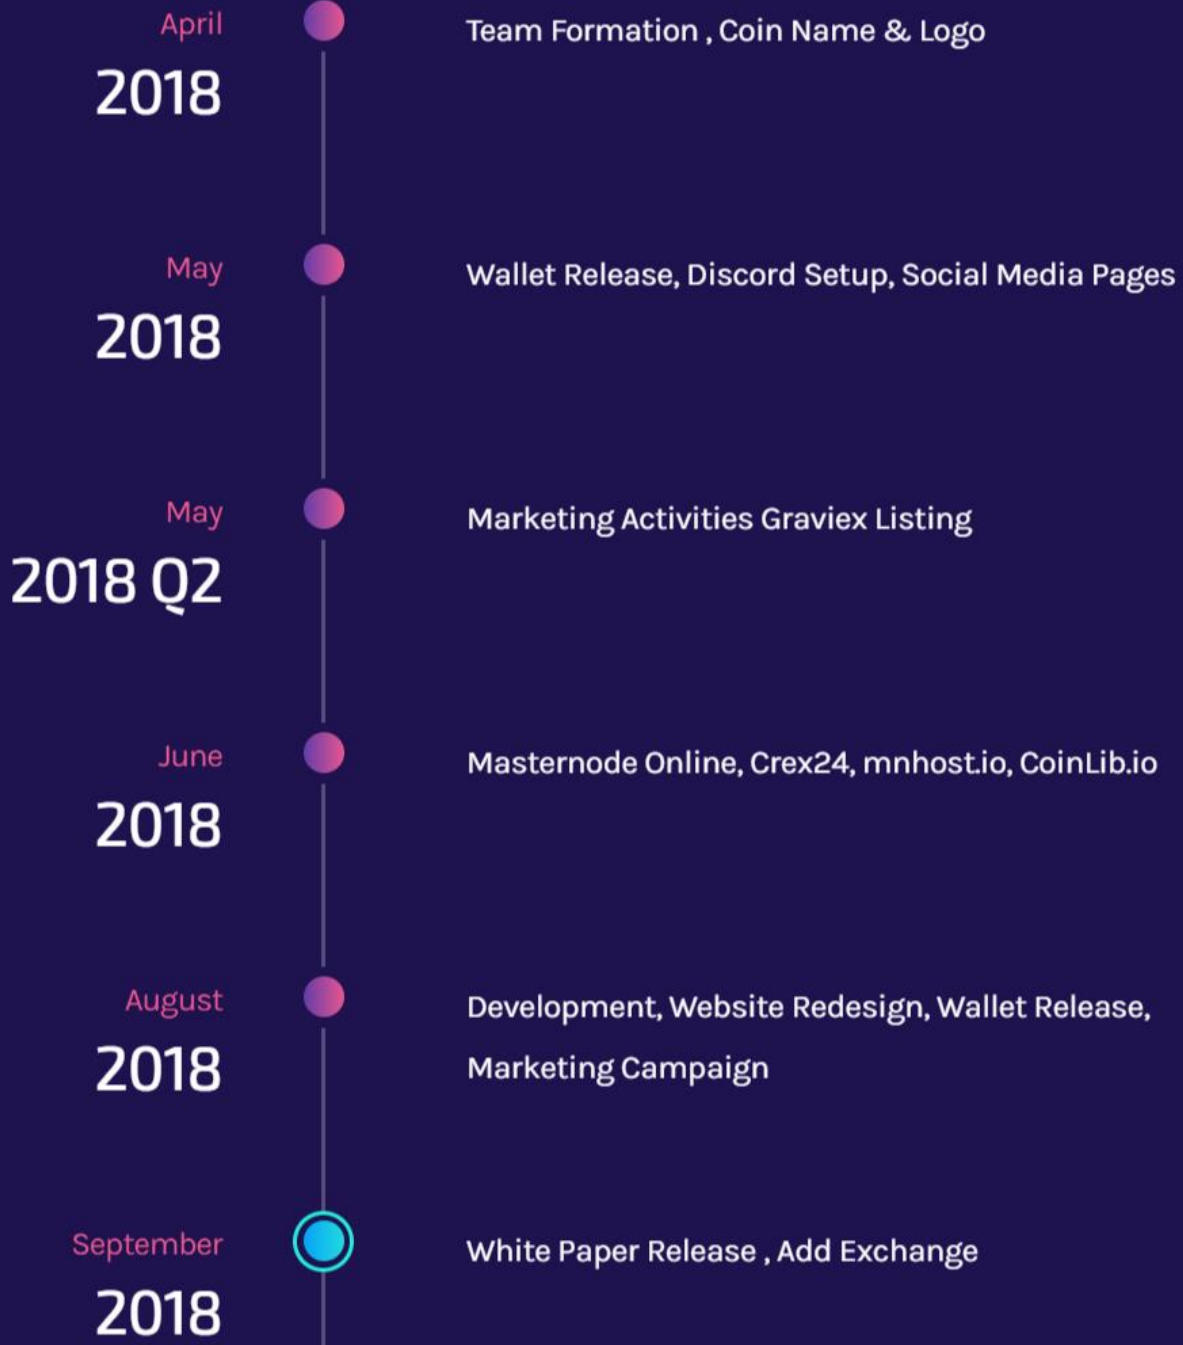 April
2018
Team Formation , Coin Name & Logo
May
2018
Wallet Release, Discord Setup, Social Media Pages
May
2018 Q2
Marketing Activities Graviex Listing
June
2018
Masternode Online, Crex24, mnhost.io, CoinLib.io
August
2018
Development, Website Redesign, Wallet Release,
Marketing Campaign
September
2018
White Paper Release , Add Exchange